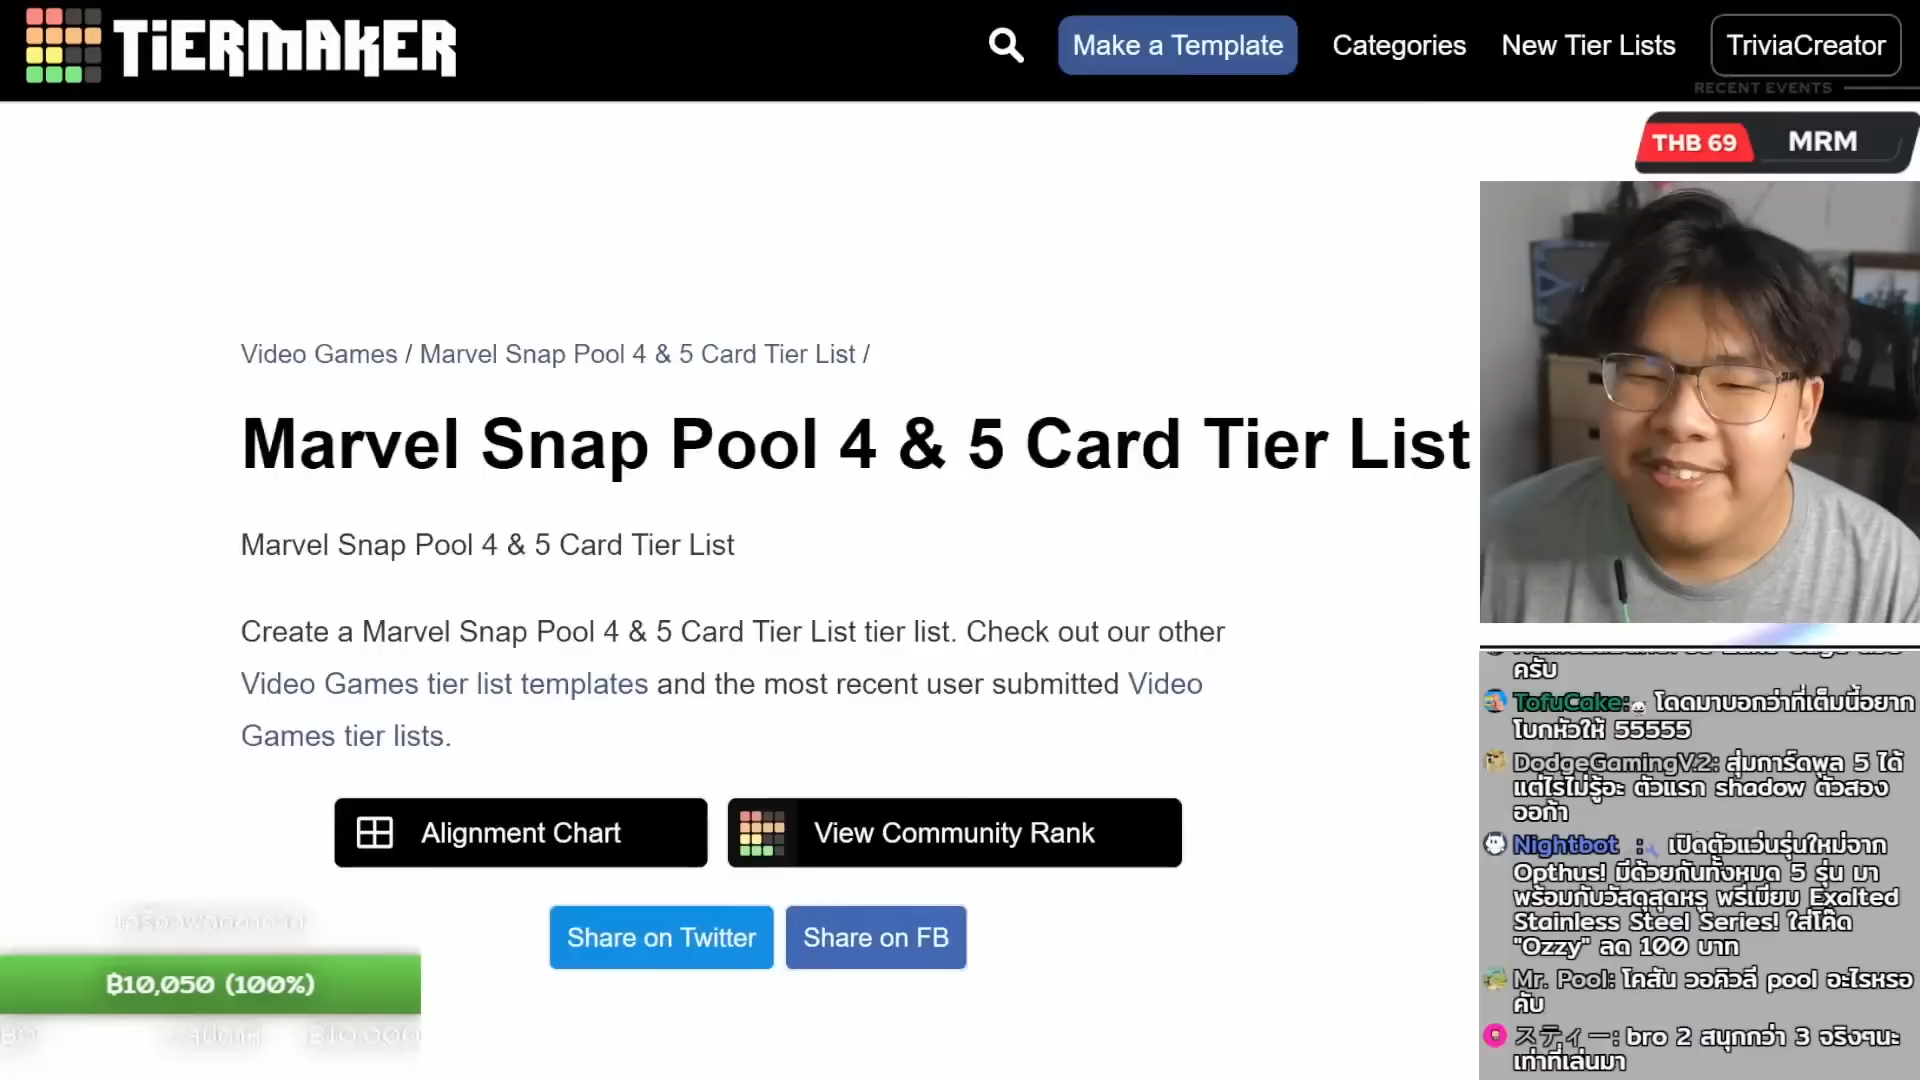 TiERMAKER
Make a Template
Categories
New Tier Lists
TriviaCreator
RECENT EVENTS
THB 69 MRM
Video Games / Marvel Snap Pool 4 & 5 Card Tier List /
Marvel Snap Pool 4 & 5 Card Tier List
Marvel Snap Pool 4 & 5 Card Tier List
Create a Marvel Snap Pool 4 & 5 Card Tier List tier list. Check out our other
Video Games tier list templates and the most recent user submitted Video
Games tier lists.
Alignment Chart
View Community Rank
Share on Twitter
Share on FB
฿10,050 (100%)
ครับ
TofuCake: โดดมาบอกว่าที่เต็มนี้อยาก
โบกหัวให้ 55555
DodgeGamingV.2: สุ่มการ์ดพูล 5 ได้
แต่ไรไม่รู้อะ ตัวแรก shadow ตัวสอง
ออก้า
Nightbot : เปิดตัวแว่นรุ่นใหม่จาก
Opthus! มีด้วยกันทั้งหมด 5 รุ่น มา
พร้อมกับวัสดุสุดหรู พรีเมียม Exalted
Stainless Steel Series! ใส่โค๊ด
"Ozzy" ลด 100 บาท
Mr. Pool: โคสัน วอคิวลี pool อะไรหรอ
คับ
スティー: bro 2 สนุกกว่า 3 จริงๆนะ
เท่าที่เล่นมา